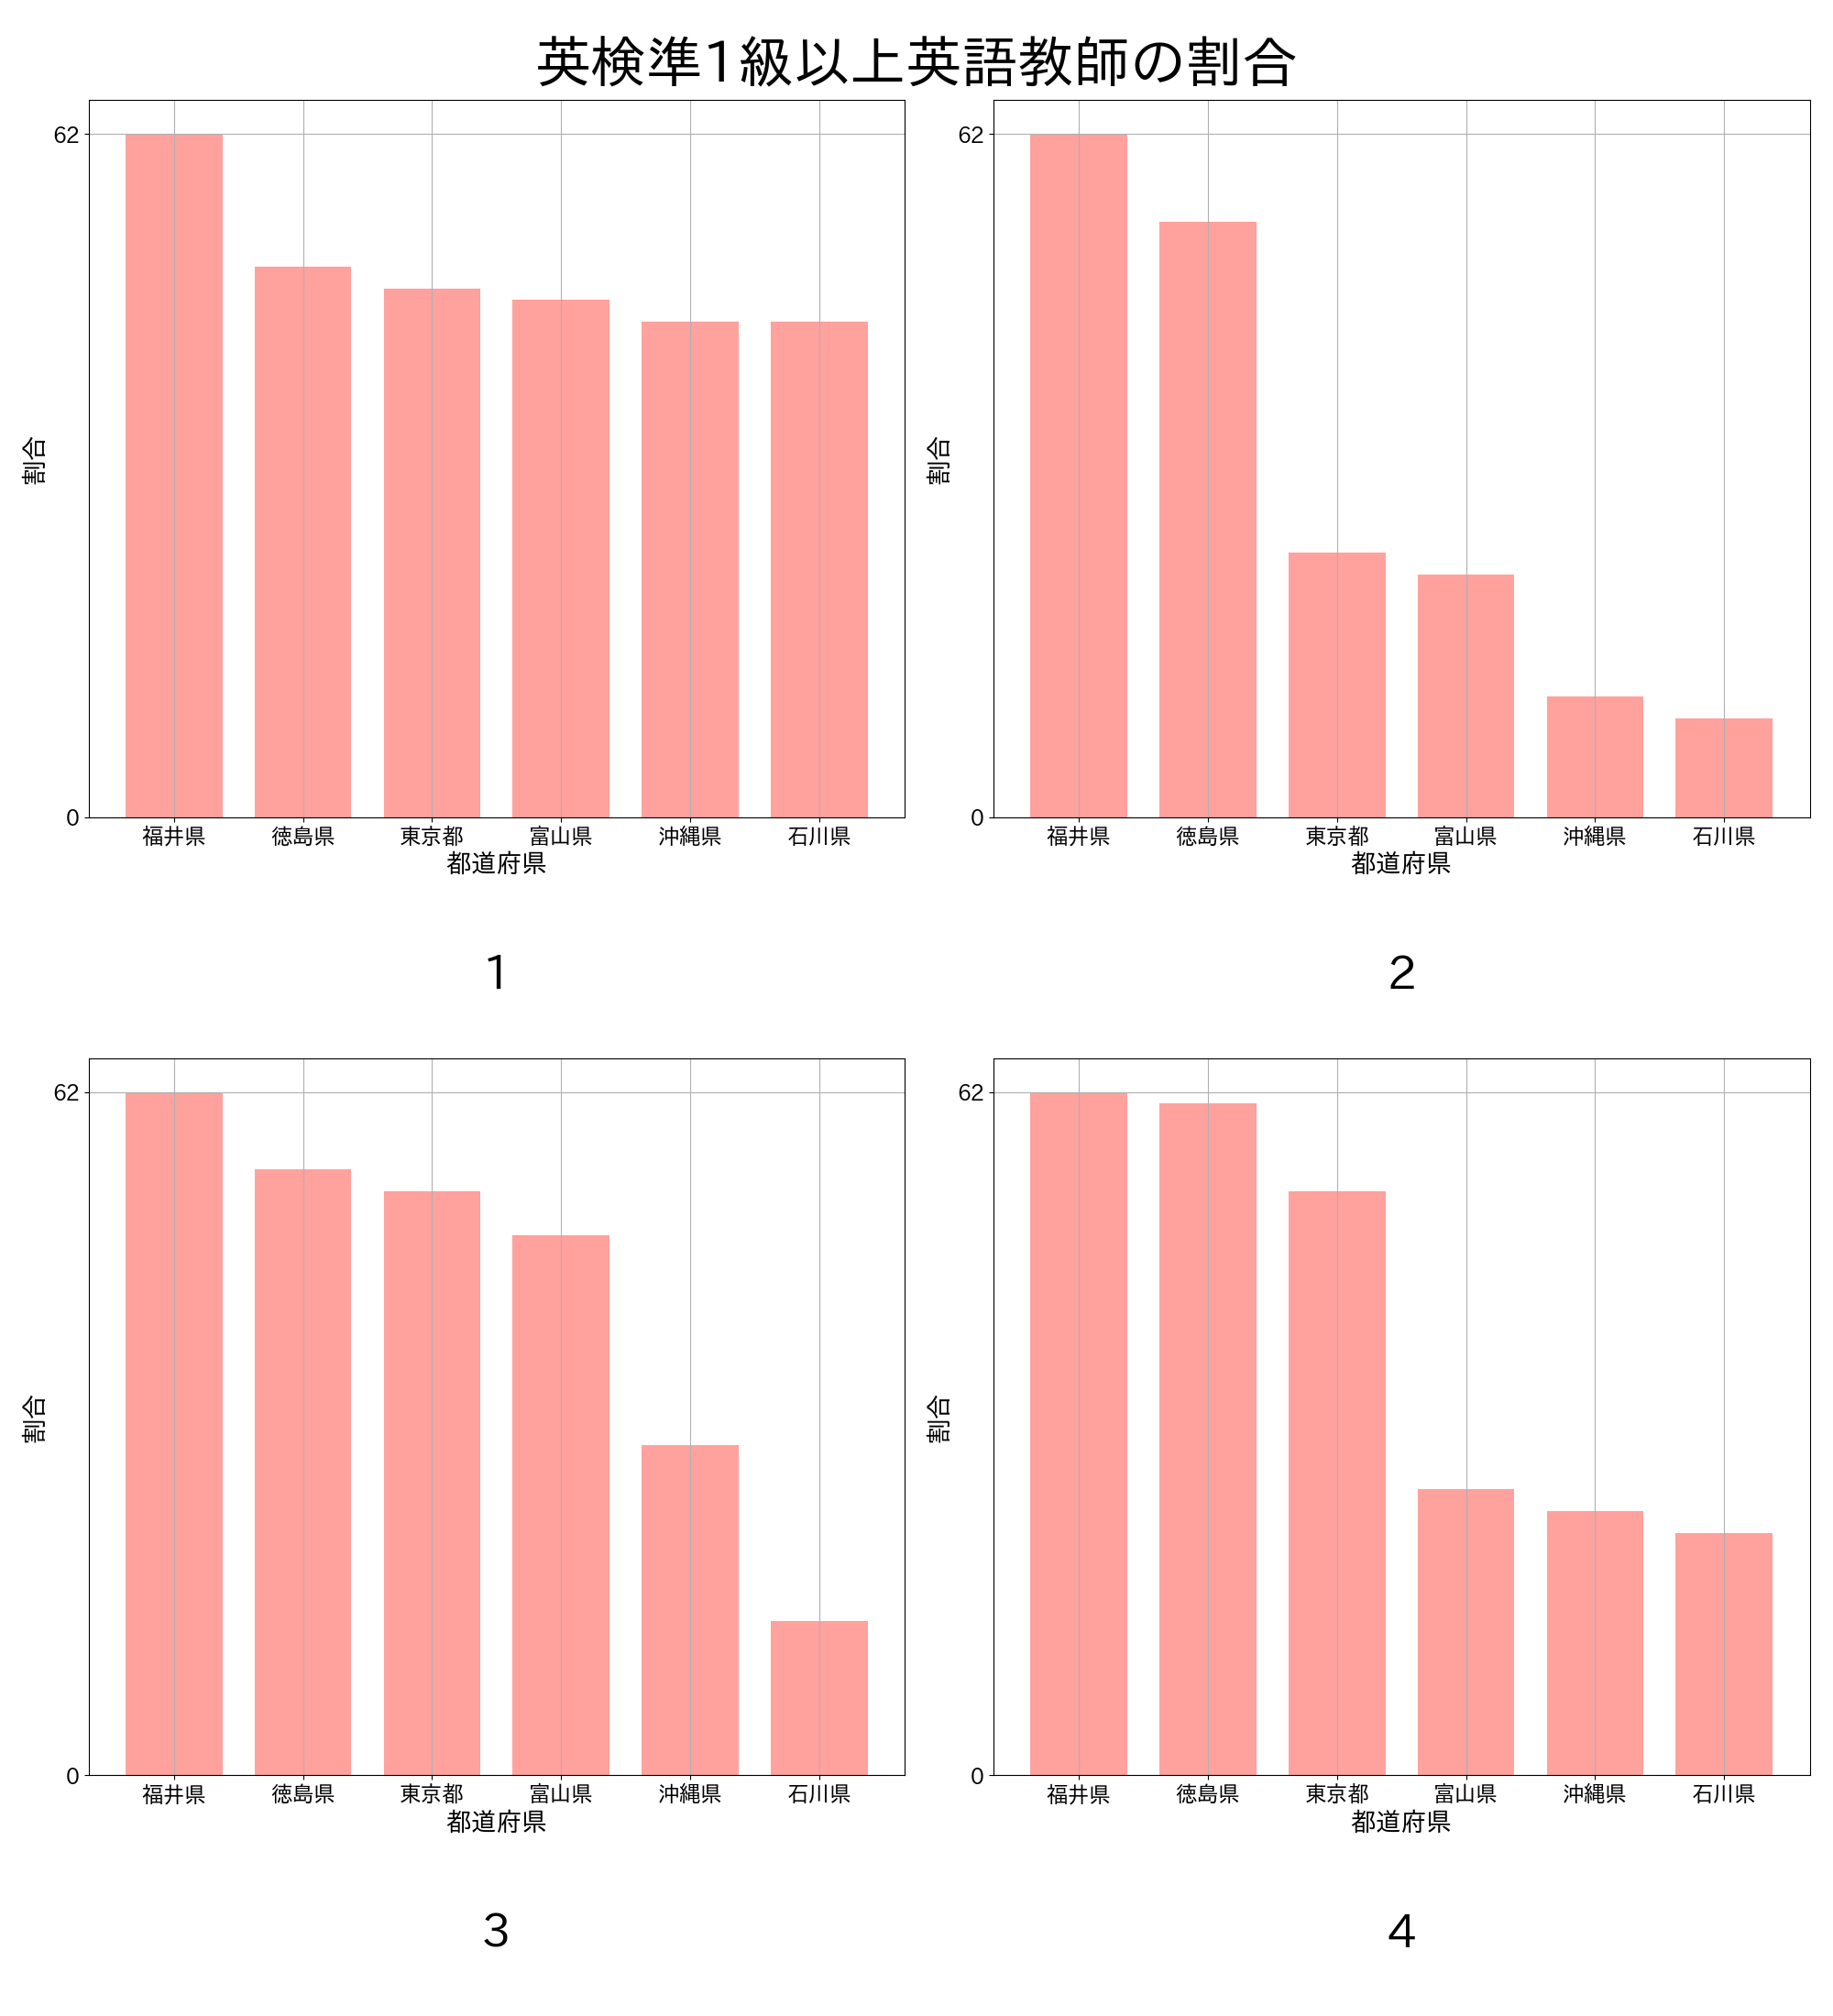 英検準1級以上英語教師の割合
62
0
割合
福井県 徳島県 東京都 富山県 沖縄県 石川県
都道府県
1
62
0
割合
福井県 徳島県 東京都 富山県 沖縄県 石川県
都道府県
2
62
0
割合
福井県 徳島県 東京都 富山県 沖縄県 石川県
都道府県
3
62
0
割合
福井県 徳島県 東京都 富山県 沖縄県 石川県
都道府県
4